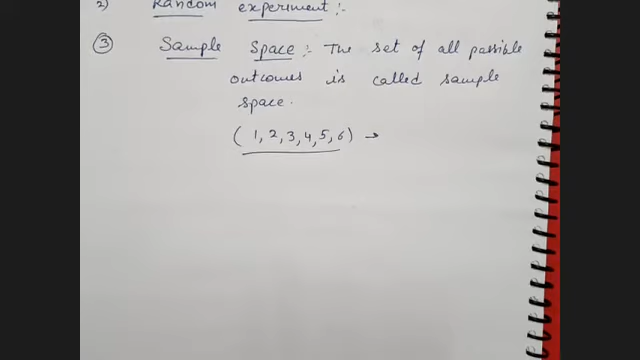 2) Random experiment :-
③ Sample Space :- The set of all possible
outcomes is called sample
space.
( 1, 2, 3, 4, 5, 6) →